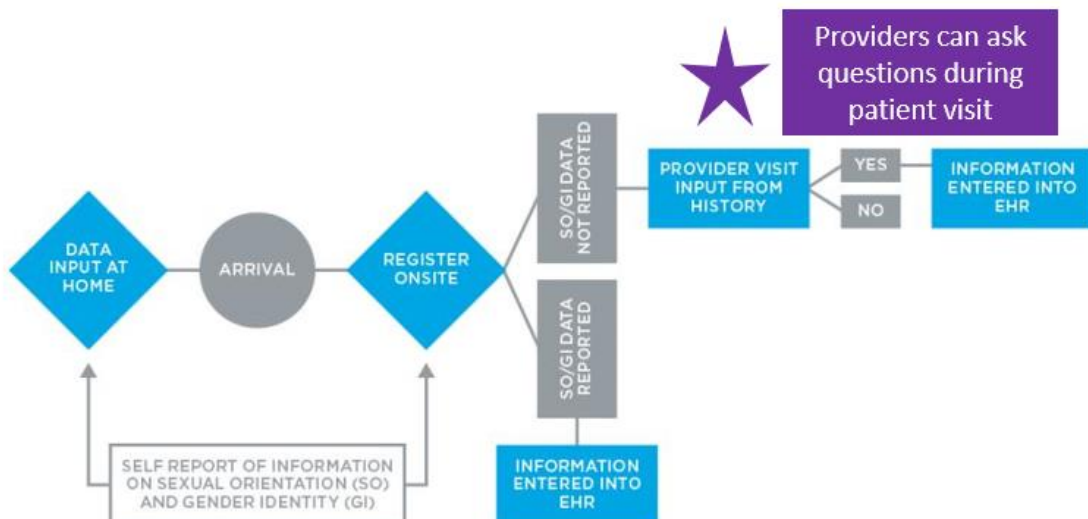 Providers can ask
questions during
patient visit
DATA
INPUT AT
HOME
ARRIVAL
REGISTER
ONSITE
SO/GI DATA
NOT REPORTED
PROVIDER VISIT
INPUT FROM
HISTORY
YES
NO
INFORMATION
ENTERED INTO
EHR
SO/GI DATA
REPORTED
INFORMATION
ENTERED INTO
EHR
SELF REPORT OF INFORMATION
ON SEXUAL ORIENTATION (SO)
AND GENDER IDENTITY (GI)